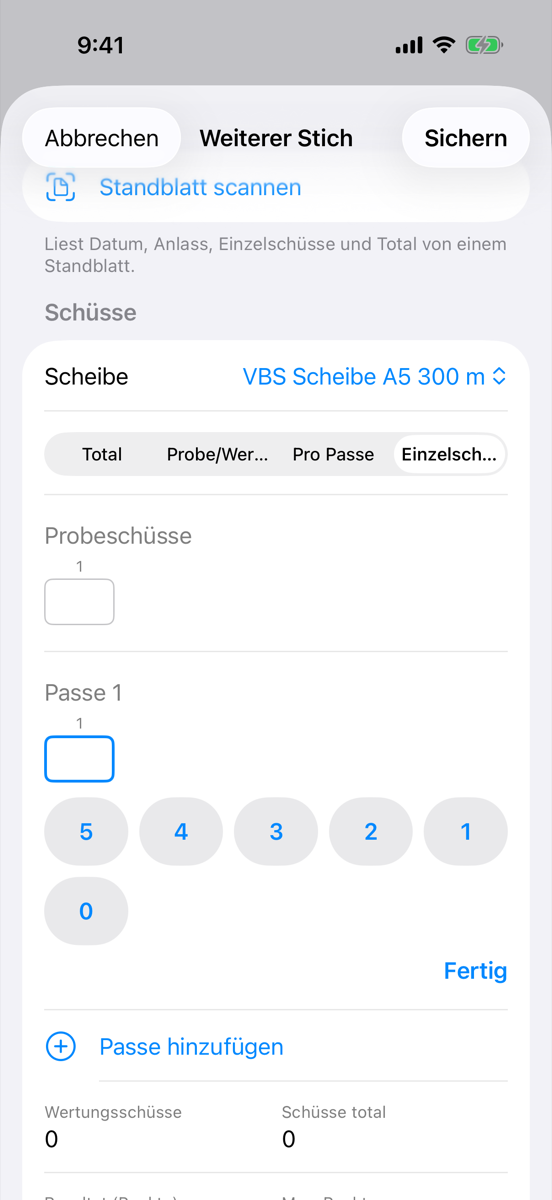 9:41
Abbrechen
Weiterer Stich
Sichern
Standblatt scannen
Liest Datum, Anlass, Einzelschüsse und Total von einem
Standblatt.
Schüsse
Scheibe
VBS Scheibe A5 300 m
Total
Probe/Wer...
Pro Passe
Einzelsch...
Probeschüsse
1
Passe 1
1
5
4
3
2
1
0
Fertig
Passe hinzufügen
Wertungsschüsse
Schüsse total
0
0